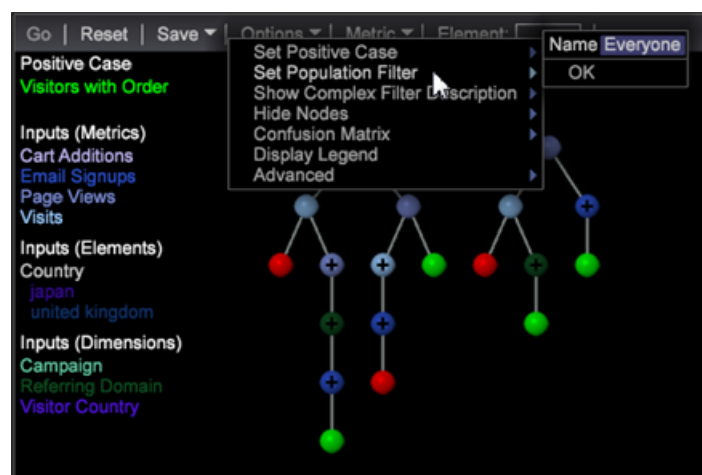 Go | Reset | Save | Options | Metric | Element:
Set Positive Case
Set Population Filter
Show Complex Filter Description
Hide Nodes
Confusion Matrix
Display Legend
Advanced
Name Everyone
OK
Positive Case
Visitors with Order
Inputs (Metrics)
Cart Additions
Email Signups
Page Views
Visits
Inputs (Elements)
Country
japan
united kingdom
Inputs (Dimensions)
Campaign
Referring Domain
Visitor Country